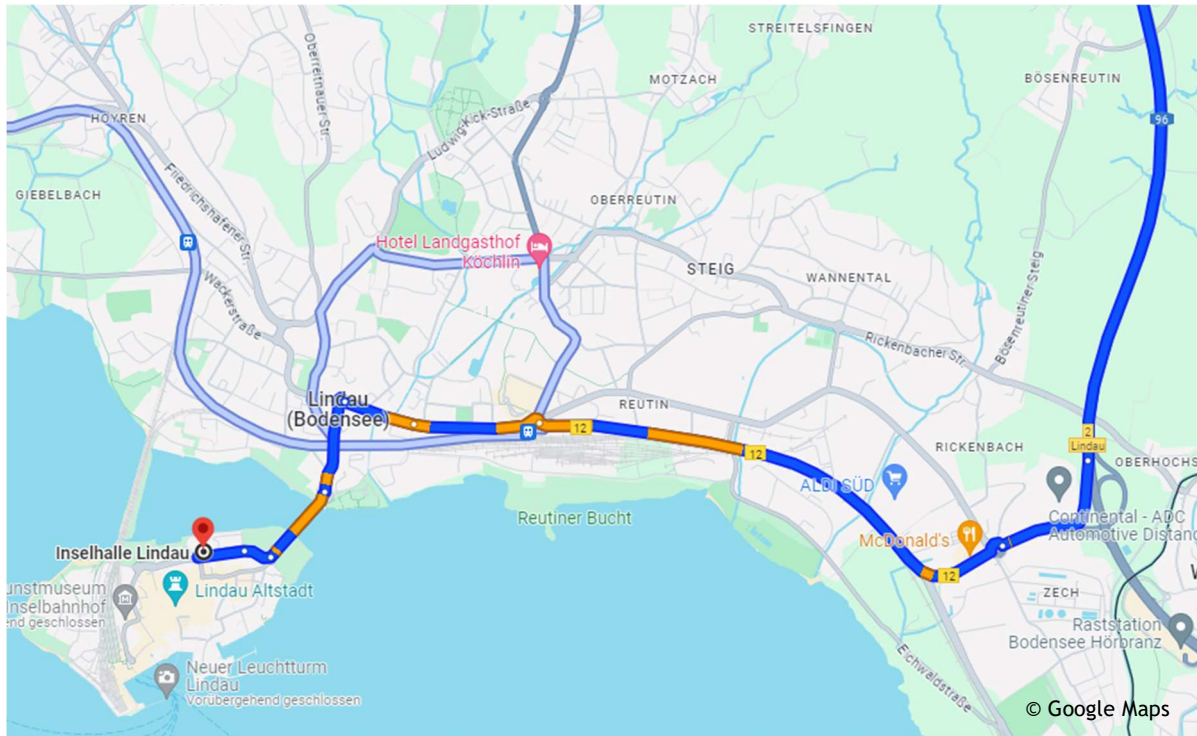 STREITELSFINGEN
MOTZACH
BÖSENREUTIN
Oberreitnauer Str.
HOYREN
Ludwig-Kick-Straße
96
Friedrichshafener Str.
GIEBELBACH
OBERREUTIN
Hotel Landgasthof
Köchlin
STEIG
WANNENTAL
Bösenreutiner Steig
Wackerstraße
Rickenbacher Str.
Lindau
(Bodensee)
REUTIN
12
12
2
Lindau
RICKENBACH
OBERHOCHS
ALDI SÜD
Continental - ADC
Automotive Distanc
Reutiner Bucht
McDonald's
Inselhalle Lindau
12
unstmuseum
Inselbahnhof
end geschlossen
Lindau Altstadt
ZECH
Raststation
Bodensee Hörbranz
Eichwaldstraße
Neuer Leuchtturm
Lindau
Vorübergehend geschlossen
© Google Maps